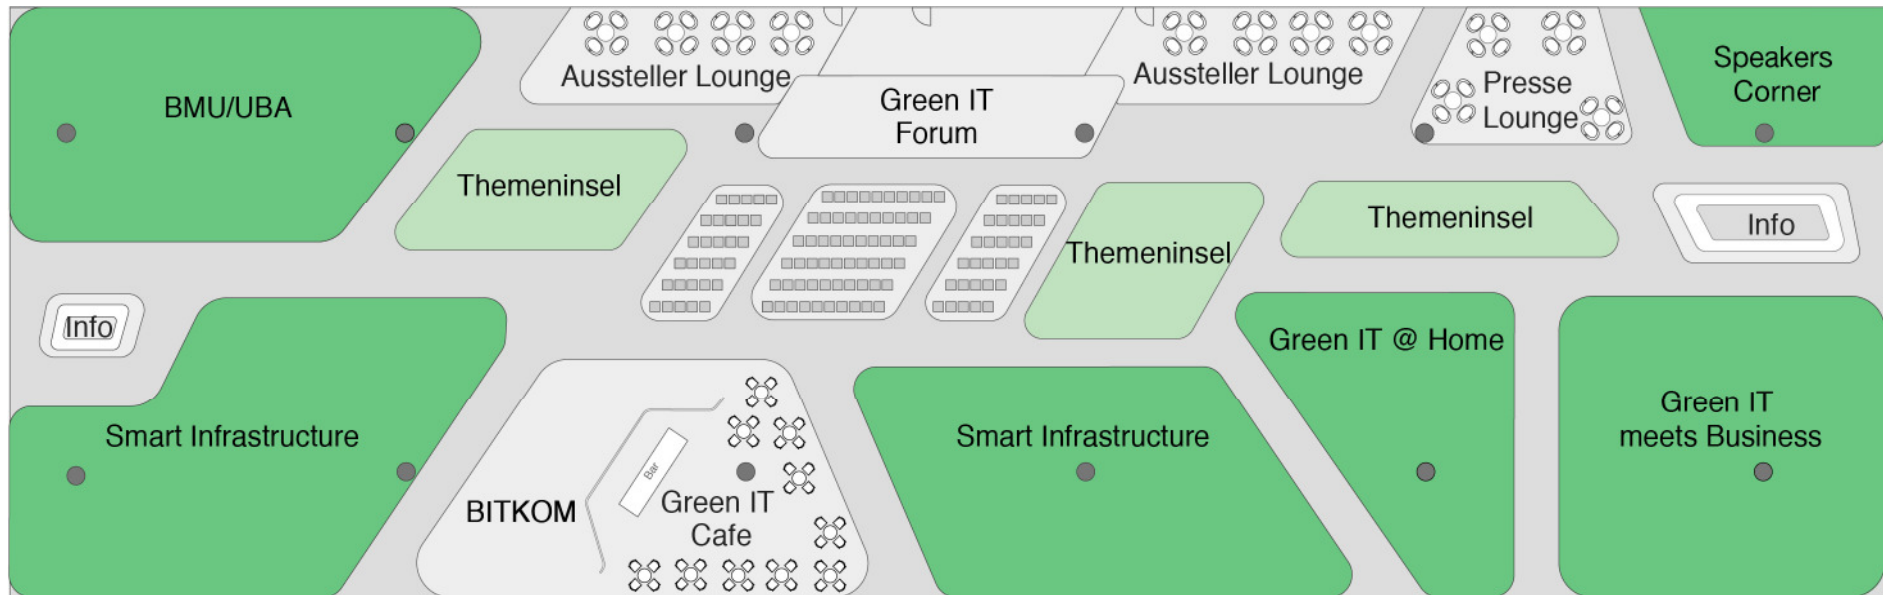 BMU/UBA
Aussteller Lounge
Green IT
Forum
Aussteller Lounge
Presse
Lounge
Speakers
Corner
Themeninsel
Themeninsel
Themeninsel
Info
Info
Smart Infrastructure
BITKOM
Bar
Green IT
Cafe
Smart Infrastructure
Green IT @ Home
Green IT
meets Business